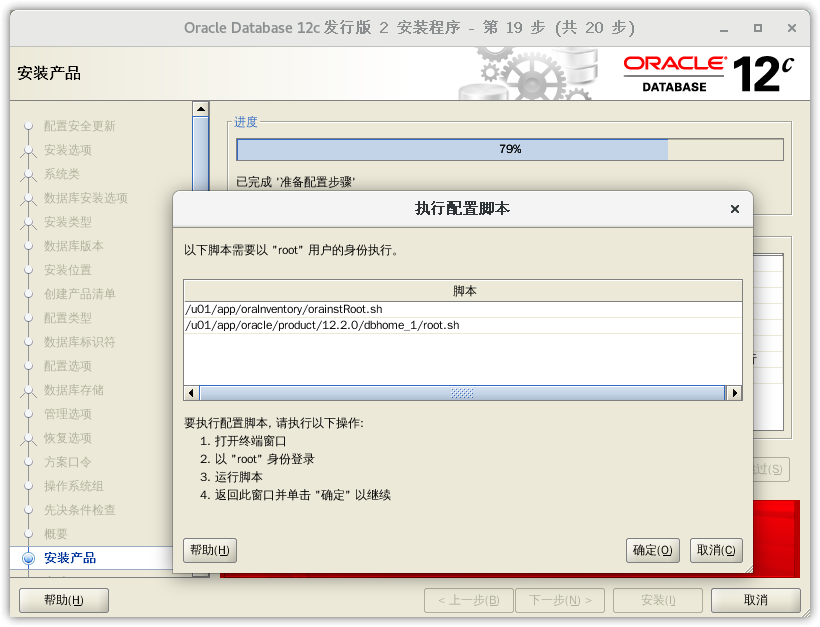 Oracle Database 12c 发行版 2 安装程序 - 第 19 步 (共 20 步)
安装产品
ORACLE
DATABASE
12c
配置安全更新
安装选项
系统类
数据库安装选项
安装类型
数据库版本
安装位置
创建产品清单
配置类型
数据库标识符
配置选项
数据库存储
管理选项
恢复选项
方案口令
操作系统组
先决条件检查
概要
安装产品
进度
79%
已完成 '准备配置步骤'
执行配置脚本
以下脚本需要以 "root" 用户的身份执行。
脚本
/u01/app/oraInventory/orainstRoot.sh
/u01/app/oracle/product/12.2.0/dbhome_1/root.sh
要执行配置脚本, 请执行以下操作:
1. 打开终端窗口
2. 以 "root" 身份登录
3. 运行脚本
4. 返回此窗口并单击 "确定" 以继续
帮助(H)
确定(O)
取消(C)
过(S)
帮助(H)
< 上一步(B)
下一步(N) >
安装(I)
取消